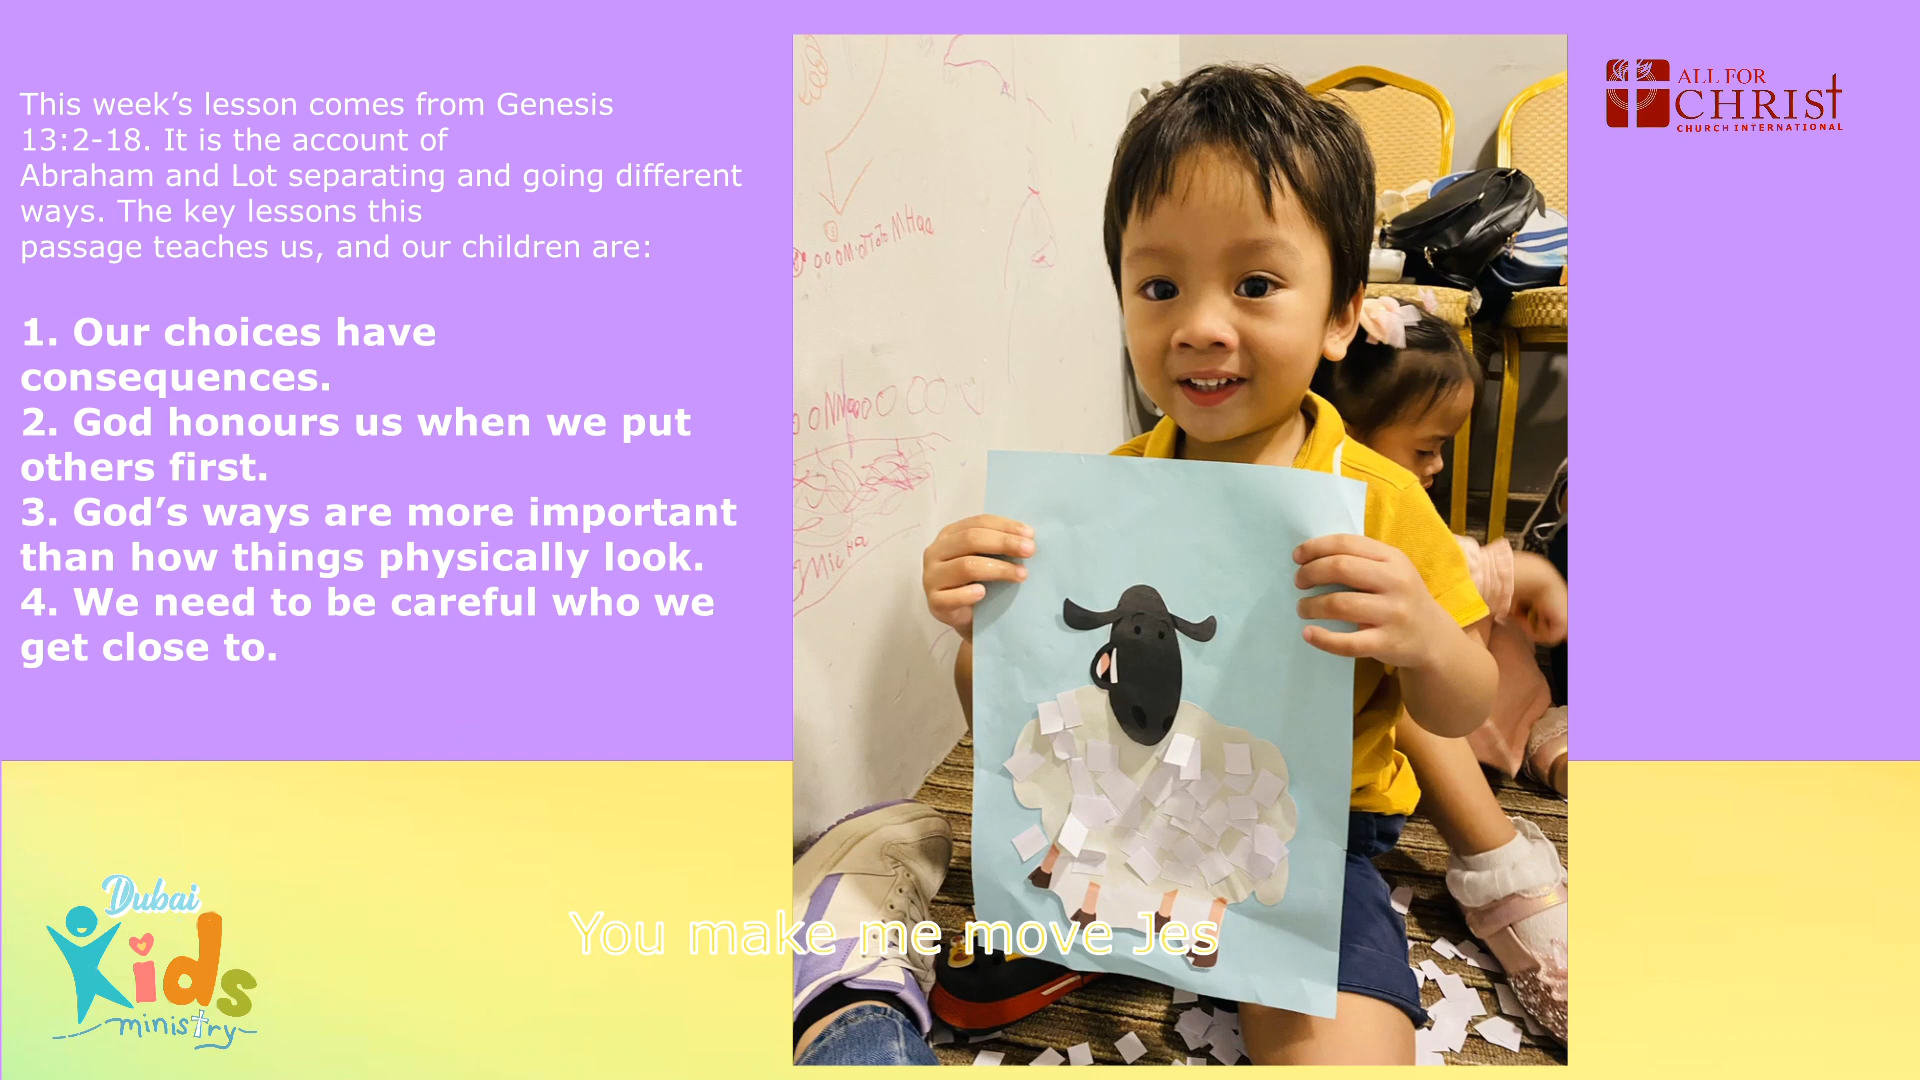 This week’s lesson comes from Genesis
13:2-18. It is the account of
Abraham and Lot separating and going different
ways. The key lessons this
passage teaches us, and our children are:
1. Our choices have
consequences.
2. God honours us when we put
others first.
3. God’s ways are more important
than how things physically look.
4. We need to be careful who we
get close to.
ALL FOR
CHRIST
CHURCH INTERNATIONAL
Micha
You make me move Jes
Dubai
Kids
ministry